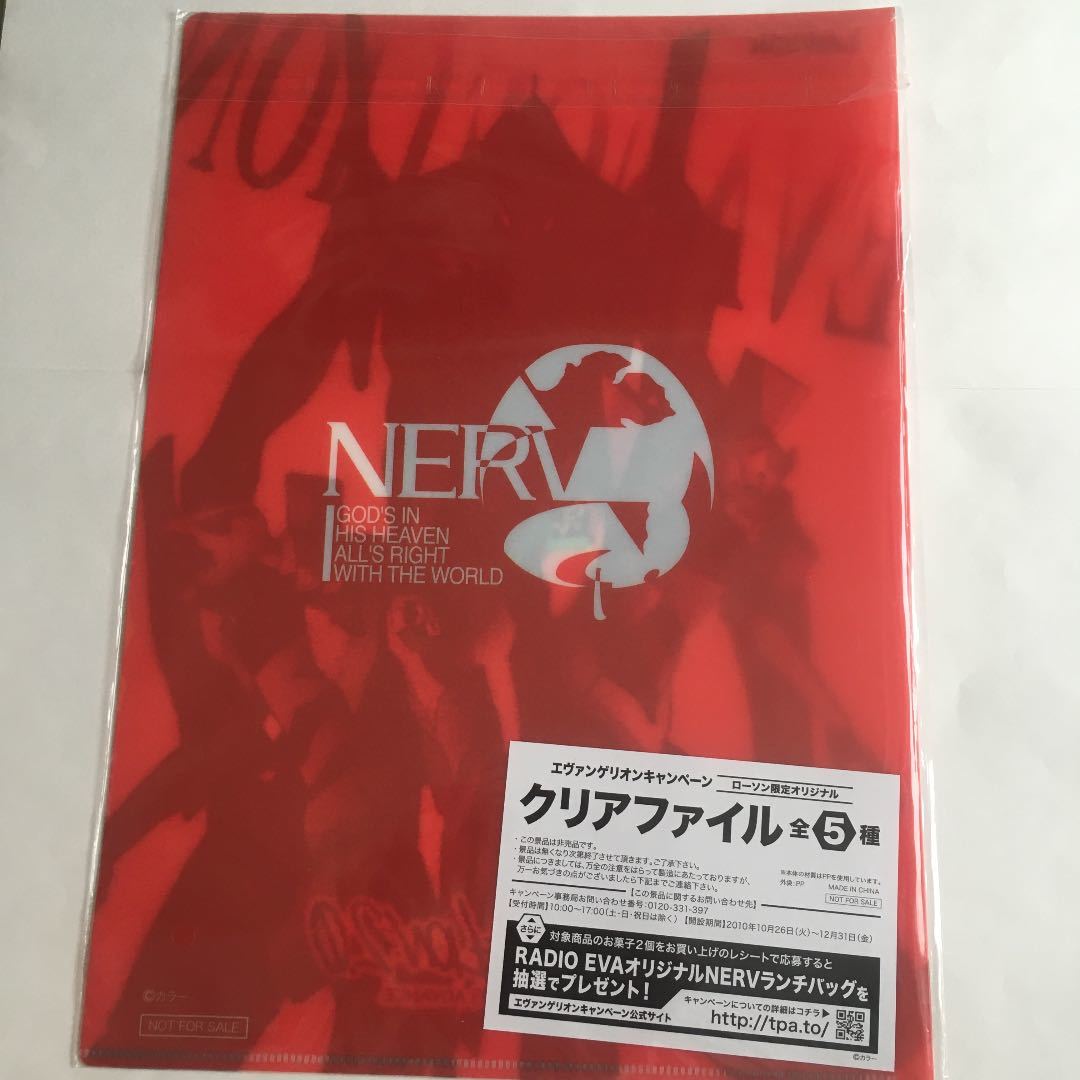 NERV
GOD'S IN
HIS HEAVEN
ALL'S RIGHT
WITH THE WORLD
エヴァンゲリオンキャンペーン ローソン限定オリジナル
クリアファイル 全5種
・この景品は非売品です。
・景品は無くなり次第終了させて頂きます。ご了承下さい。
・景品につきましては、万全の注意をはらって製造にあたっておりますが、
万一お気づきの点がございましたら下記までご連絡下さい。
※本体の材質はPPを使用しています。
外袋:PP MADE IN CHINA
NOT FOR SALE
【この景品に関するお問い合わせ先】
キャンペーン事務局お問い合わせ番号:0120-331-397
【受付時間】10:00〜17:00(土・日・祝日は除く) 【開設期間】2010年10月26日(火)〜12月31日(金)
さらに 対象商品のお菓子2個をお買い上げのレシートで応募すると
RADIO EVAオリジナルNERVランチバッグを
抽選でプレゼント!
キャンペーンについての詳細はコチラ▶
エヴァンゲリオンキャンペーン公式サイト http://tpa.to/
©カラー
©カラー
NOT FOR SALE